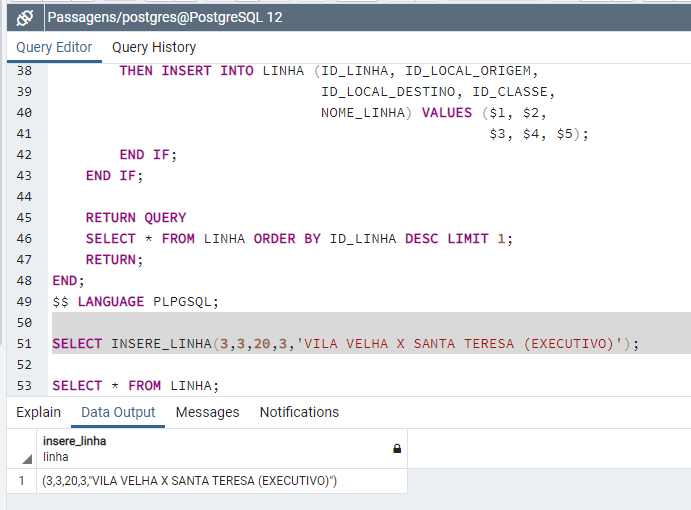 Passagens/postgres@PostgreSQL 12
Query Editor Query History
38 THEN INSERT INTO LINHA (ID_LINHA, ID_LOCAL_ORIGEM,
39 ID_LOCAL_DESTINO, ID_CLASSE,
40 NOME_LINHA) VALUES ($1, $2,
41 $3, $4, $5);
42 END IF;
43 END IF;
44
45 RETURN QUERY
46 SELECT * FROM LINHA ORDER BY ID_LINHA DESC LIMIT 1;
47 RETURN;
48 END;
49 $$ LANGUAGE PLPGSQL;
50
51 SELECT INSERE_LINHA(3,3,20,3,'VILA VELHA X SANTA TERESA (EXECUTIVO)');
52
53 SELECT * FROM LINHA;
Explain Data Output Messages Notifications
insere_linha
linha
1 (3,3,20,3,"VILA VELHA X SANTA TERESA (EXECUTIVO)")